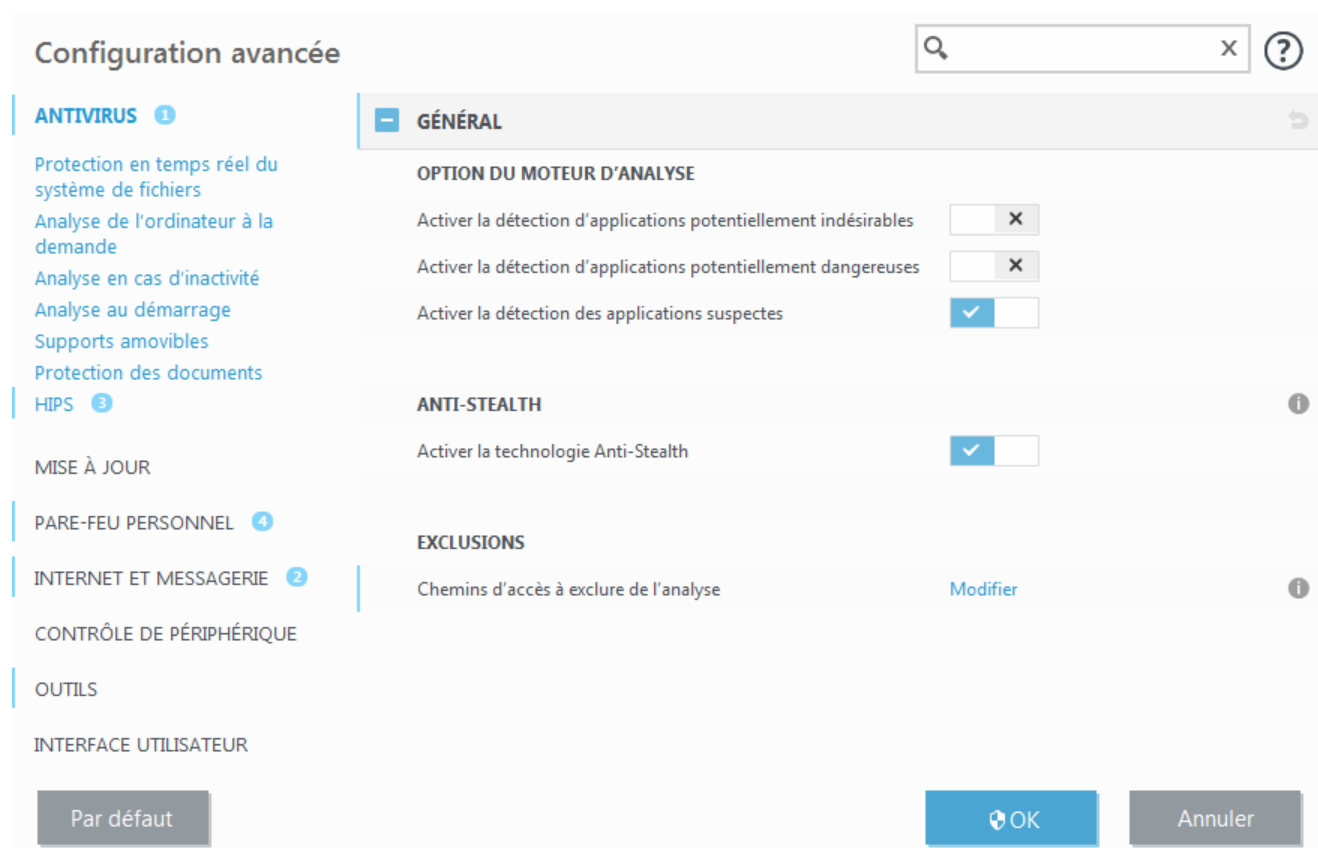 Configuration avancée
X
?
ANTIVIRUS 1
Protection en temps réel du
système de fichiers
Analyse de l'ordinateur à la
demande
Analyse en cas d'inactivité
Analyse au démarrage
Supports amovibles
Protection des documents
HIPS 3
MISE À JOUR
PARE-FEU PERSONNEL 4
INTERNET ET MESSAGERIE 2
CONTRÔLE DE PÉRIPHÉRIQUE
OUTILS
INTERFACE UTILISATEUR
GÉNÉRAL
OPTION DU MOTEUR D'ANALYSE
Activer la détection d'applications potentiellement indésirables
Activer la détection d'applications potentiellement dangereuses
Activer la détection des applications suspectes
ANTI-STEALTH
Activer la technologie Anti-Stealth
EXCLUSIONS
Chemins d'accès à exclure de l'analyse Modifier
Par défaut
OK
Annuler